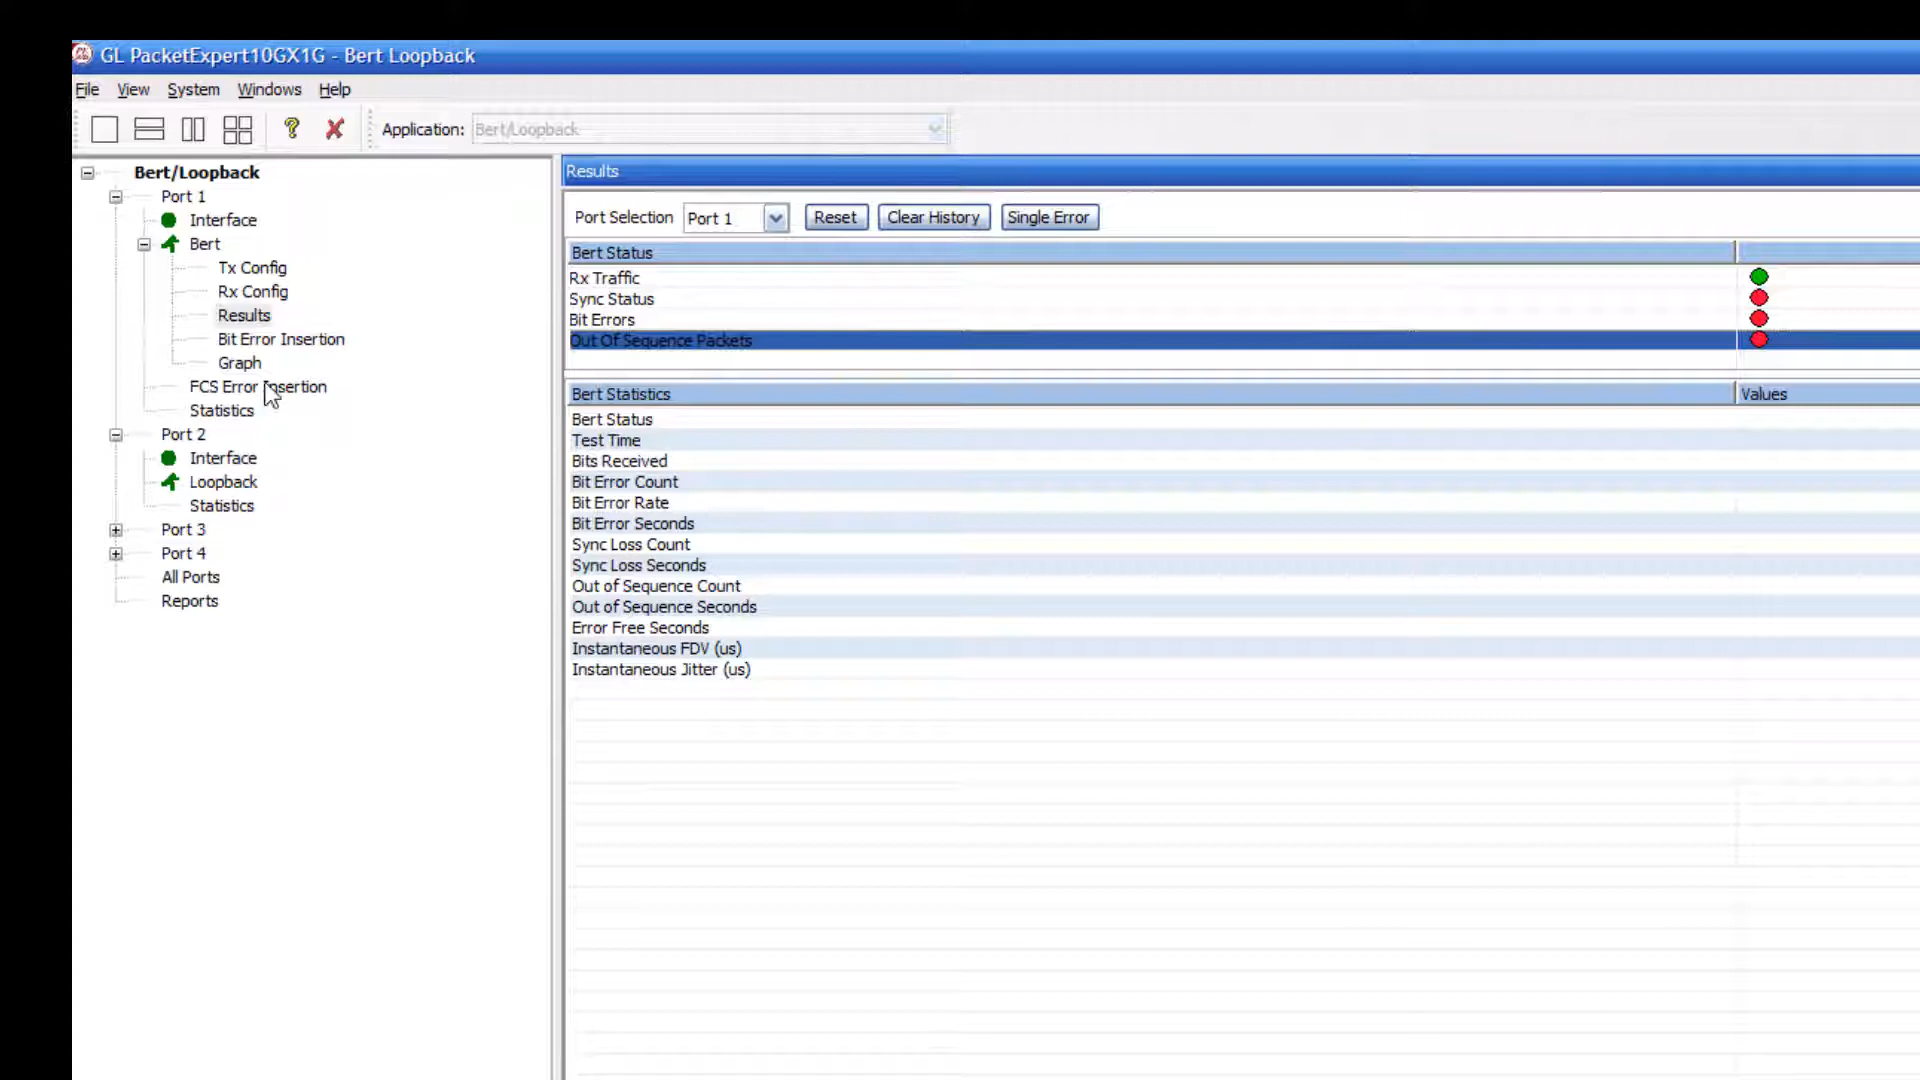 GL PacketExpert10GX1G - Bert Loopback
File View System Windows Help
Application: Bert/Loopback
Bert/Loopback
Port 1
Interface
Bert
Tx Config
Rx Config
Results
Bit Error Insertion
Graph
FCS Error Insertion
Statistics
Port 2
Interface
Loopback
Statistics
Port 3
Port 4
All Ports
Reports
Results
Port Selection Port 1 Reset Clear History Single Error
Bert Status
Rx Traffic
Sync Status
Bit Errors
Out Of Sequence Packets
Bert Statistics Values
Bert Status
Test Time
Bits Received
Bit Error Count
Bit Error Rate
Bit Error Seconds
Sync Loss Count
Sync Loss Seconds
Out of Sequence Count
Out of Sequence Seconds
Error Free Seconds
Instantaneous FDV (us)
Instantaneous Jitter (us)